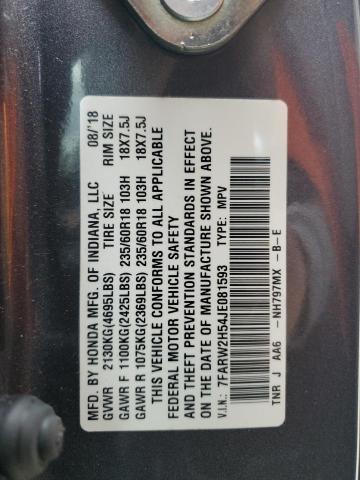 MFD. BY HONDA MFG. OF INDIANA, LLC 08/'18
GVWR 2130KG(4695LBS) TIRE SIZE RIM SIZE
GAWR F 1100KG(2425LBS) 235/60R18 103H 18X7.5J
GAWR R 1075KG(2369LBS) 235/60R18 103H 18X7.5J
THIS VEHICLE CONFORMS TO ALL APPLICABLE
FEDERAL MOTOR VEHICLE SAFETY
AND THEFT PREVENTION STANDARDS IN EFFECT
ON THE DATE OF MANUFACTURE SHOWN ABOVE.
V.I.N.: 7FARW2H54JE081593 TYPE: MPV
TNR J AA6 -NH797MX -B-E